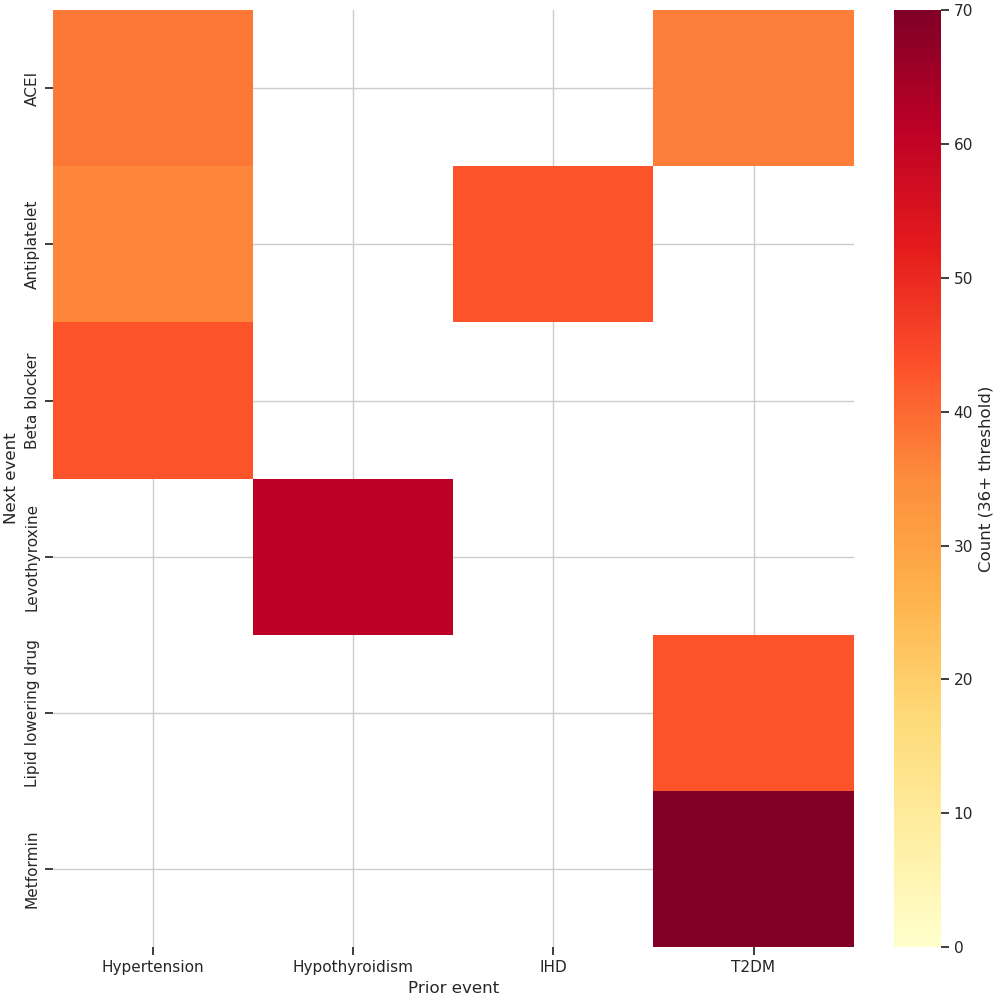 ACEI
Antiplatelet
Beta blocker
Levothyroxine
Lipid lowering drug
Metformin
Next event
Hypertension
Hypothyroidism
IHD
T2DM
Prior event
70
60
50
40
30
20
10
0
Count (36+ threshold)